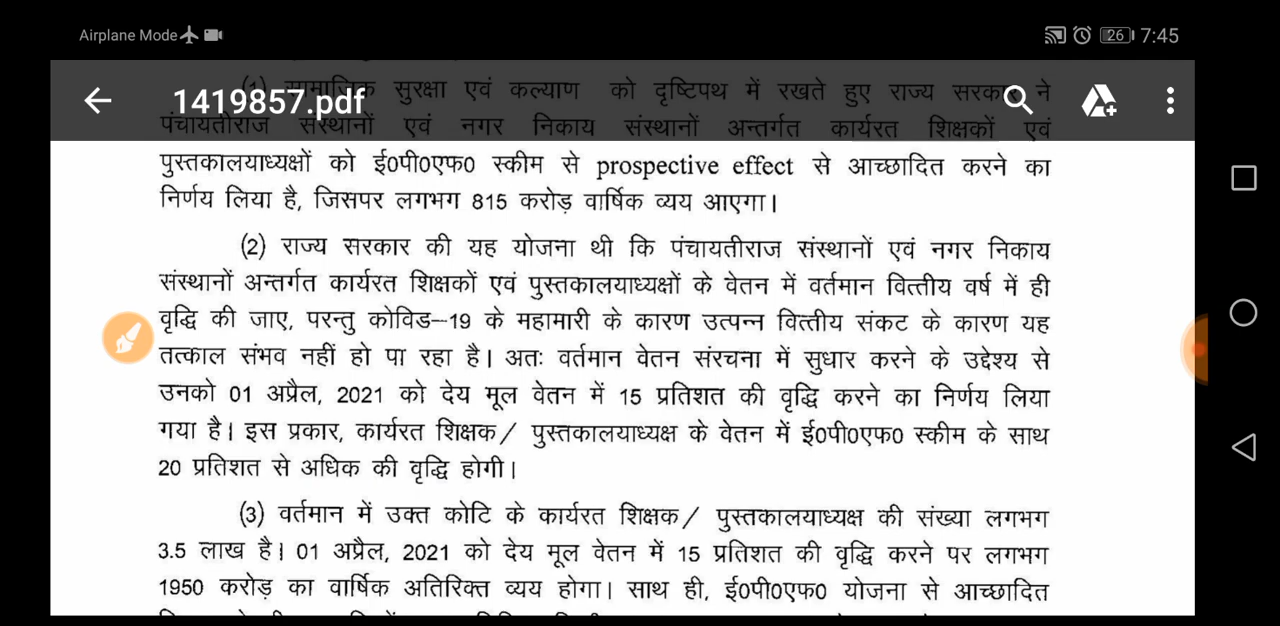 Airplane Mode
26 7:45
1419857.pdf
(1) सामाजिक सुरक्षा एवं कल्याण को दृष्टिपथ में रखते हुए राज्य सरकार ने
पंचायतीराज संस्थानों एवं नगर निकाय संस्थानों अन्तर्गत कार्यरत शिक्षकों एवं
पुस्तकालयाध्यक्षों को ई०पी०एफ० स्कीम से prospective effect से आच्छादित करने का
निर्णय लिया है, जिसपर लगभग 815 करोड़ वार्षिक व्यय आएगा।
(2) राज्य सरकार की यह योजना थी कि पंचायतीराज संस्थानों एवं नगर निकाय
संस्थानों अन्तर्गत कार्यरत शिक्षकों एवं पुस्तकालयाध्यक्षों के वेतन में वर्तमान वित्तीय वर्ष में ही
वृद्धि की जाए, परन्तु कोविड–19 के महामारी के कारण उत्पन्न वित्तीय संकट के कारण यह
तत्काल संभव नहीं हो पा रहा है। अतः वर्तमान वेतन संरचना में सुधार करने के उद्देश्य से
उनको 01 अप्रैल, 2021 को देय मूल वेतन में 15 प्रतिशत की वृद्धि करने का निर्णय लिया
गया है। इस प्रकार, कार्यरत शिक्षक/ पुस्तकालयाध्यक्ष के वेतन में ई०पी०एफ० स्कीम के साथ
20 प्रतिशत से अधिक की वृद्धि होगी।
(3) वर्तमान में उक्त कोटि के कार्यरत शिक्षक/ पुस्तकालयाध्यक्ष की संख्या लगभग
3.5 लाख है। 01 अप्रैल, 2021 को देय मूल वेतन में 15 प्रतिशत की वृद्धि करने पर लगभग
1950 करोड़ का वार्षिक अतिरिक्त व्यय होगा। साथ ही, ई०पी०एफ० योजना से आच्छादित